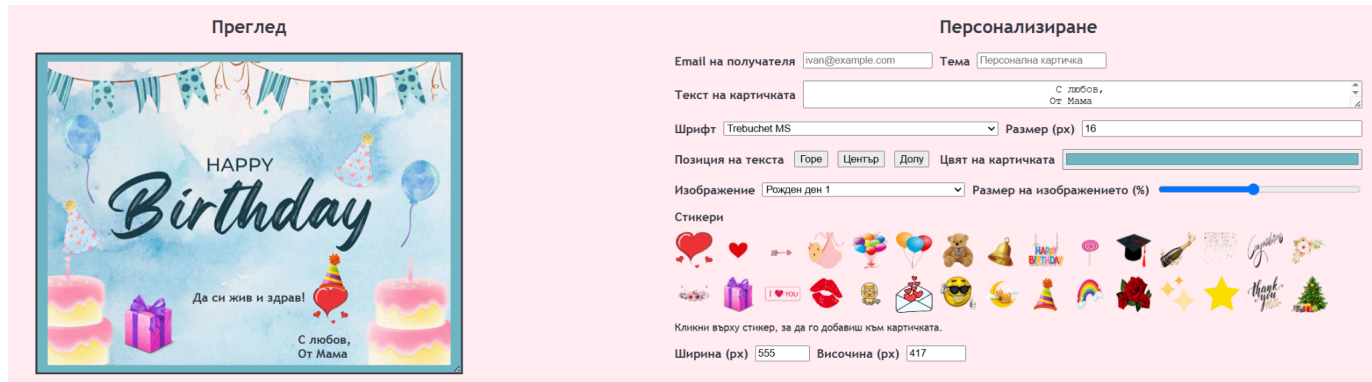 Преглед
HAPPY
Birthday
Да си жив и здрав!
С любов,
От Мама
Персонализиране
Email на получателя ivan@example.com Тема Персонална картичка
Текст на картичката С любов,
От Мама
Шрифт Trebuchet MS Размер (px) 16
Позиция на текста Горе Център Долу Цвят на картичката
Изображение Рожден ден 1 Размер на изображението (%)
Стикери
HAPPY
BIRTHDAY
I YOU
thank
you
Кликни върху стикер, за да го добавиш към картичката.
Ширина (px) 555 Височина (px) 417